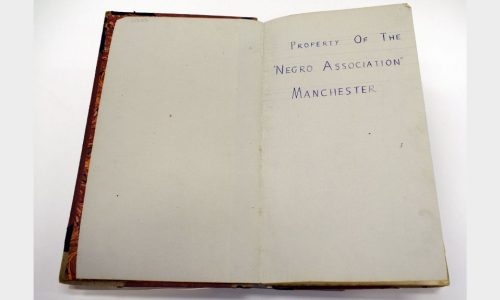 PROPERTY OF THE
"NEGRO ASSOCIATION"
MANCHESTER